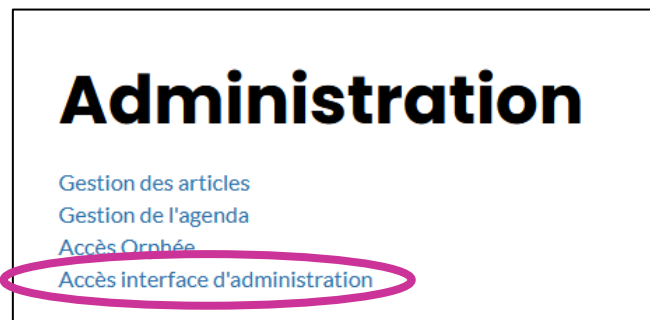 Administration
Gestion des articles
Gestion de l'agenda
Accès Orphée
Accès interface d'administration